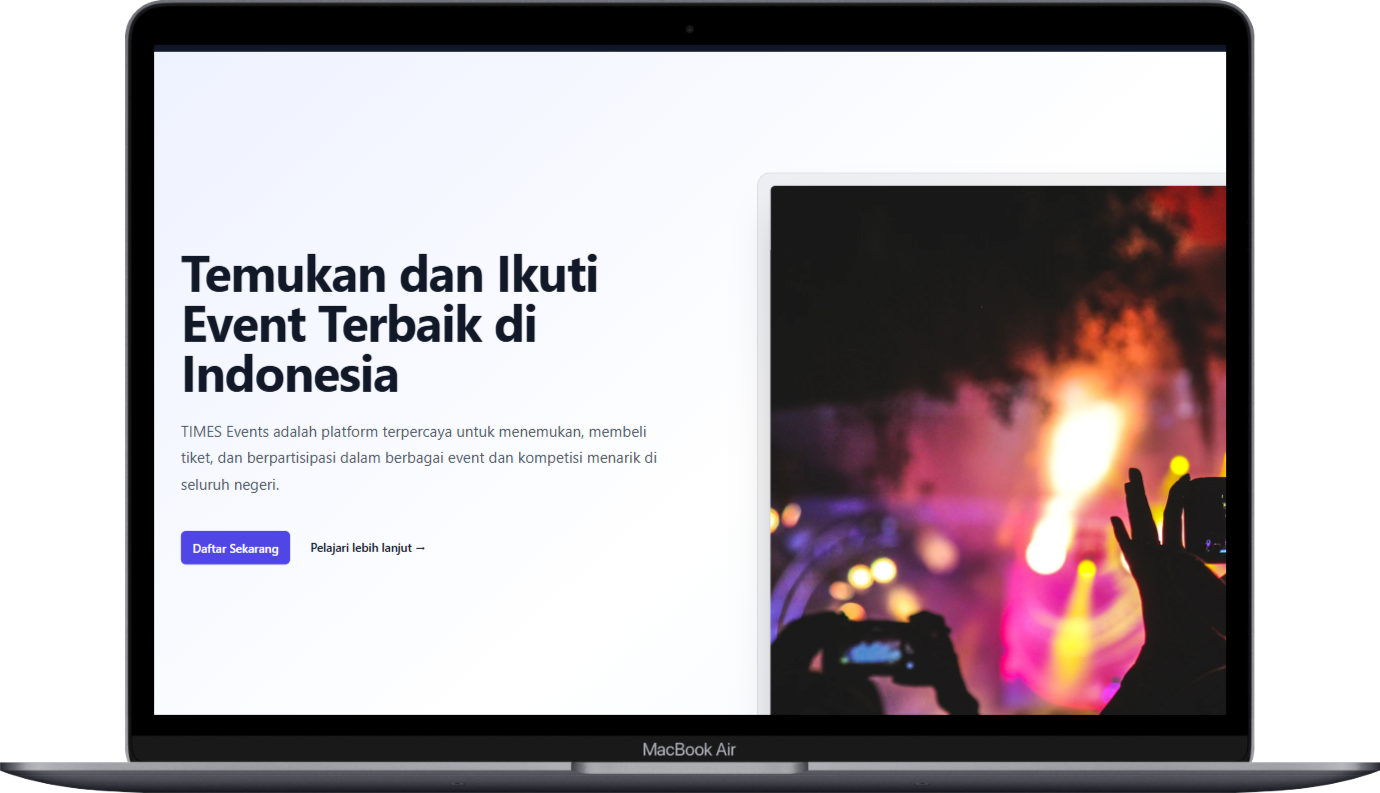 Temukan dan Ikuti
Event Terbaik di
Indonesia
TIMES Events adalah platform terpercaya untuk menemukan, membeli
tiket, dan berpartisipasi dalam berbagai event dan kompetisi menarik di
seluruh negeri.
Daftar Sekarang
Pelajari lebih lanjut →
MacBook Air